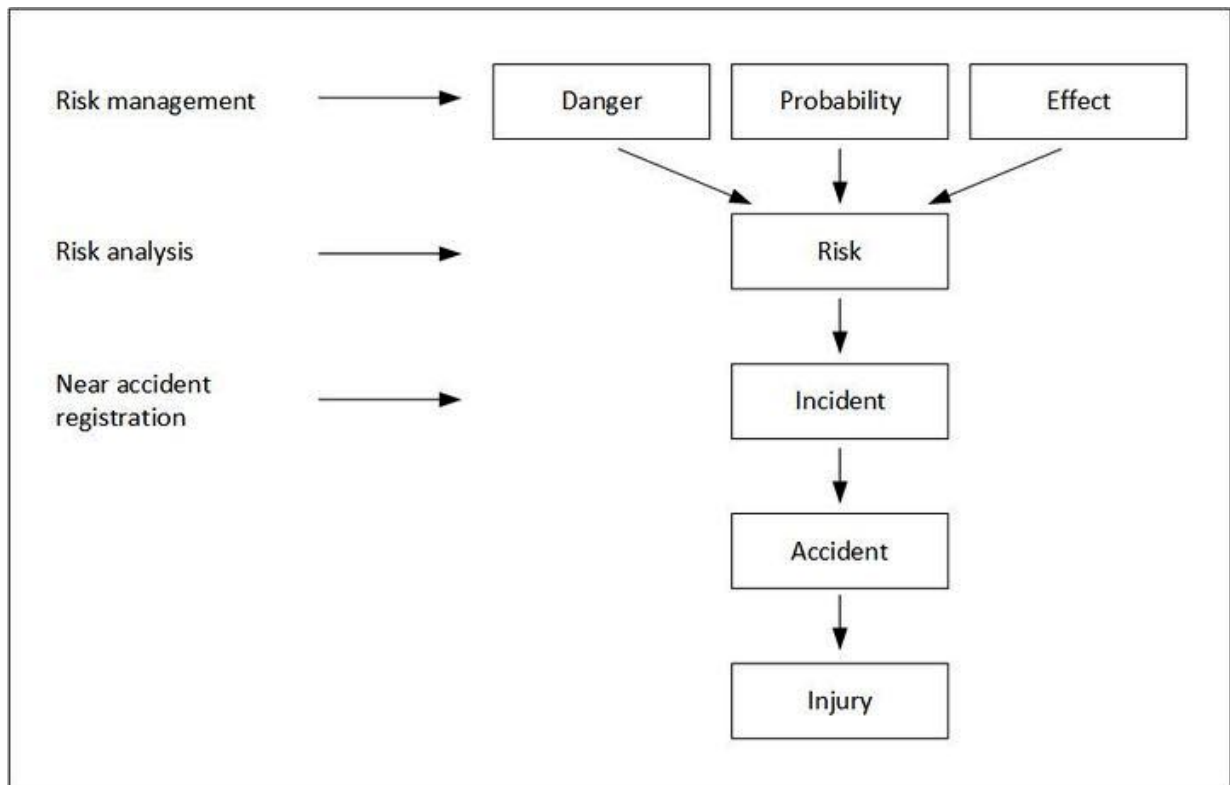 Risk management
Danger
Probability
Effect
Risk analysis
Risk
Near accident
registration
Incident
Accident
Injury